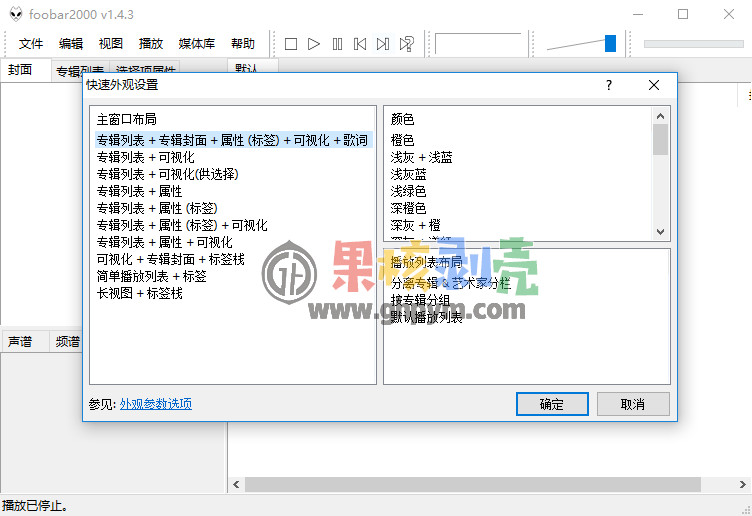 foobar2000 v1.4.3
文件 编辑 视图 播放 媒体库 帮助
封面 专辑列表 选择项属性 默认
快速外观设置
主窗口布局
专辑列表 + 专辑封面 + 属性 (标签) + 可视化 + 歌词
专辑列表 + 可视化
专辑列表 + 可视化(供选择)
专辑列表 + 属性
专辑列表 + 属性 (标签)
专辑列表 + 属性 (标签) + 可视化
专辑列表 + 属性 + 可视化
可视化 + 专辑封面 + 标签栈
简单播放列表 + 标签
长视图 + 标签栈
颜色
橙色
浅灰 + 浅蓝
浅灰蓝
浅绿色
深橙色
深灰 + 橙
播放列表布局
分离专辑 & 艺术家分栏
按专辑分组
默认播放列表
果核剥壳
www.ghpym.com
声谱 频谱
参见: 外观参数选项
确定 取消
播放已停止。